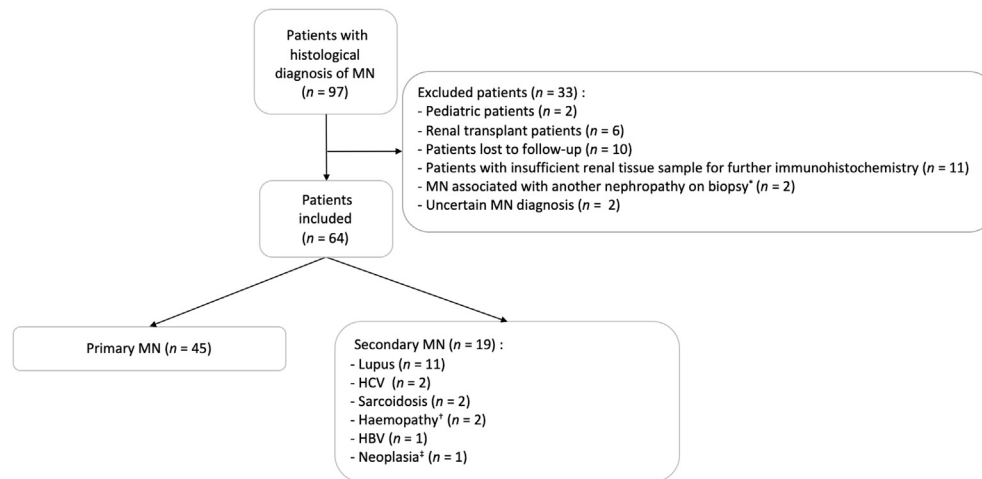 Patients with
histological
diagnosis of MN
(n = 97)
Excluded patients (n = 33) :
- Pediatric patients (n = 2)
- Renal transplant patients (n = 6)
- Patients lost to follow-up (n = 10)
- Patients with insufficient renal tissue sample for further immunohistochemistry (n = 11)
- MN associated with another nephropathy on biopsy* (n = 2)
- Uncertain MN diagnosis (n = 2)
Patients
included
(n = 64)
Primary MN (n = 45)
Secondary MN (n = 19) :
- Lupus (n = 11)
- HCV (n = 2)
- Sarcoidosis (n = 2)
- Haemopathy† (n = 2)
- HBV (n = 1)
- Neoplasia‡ (n = 1)